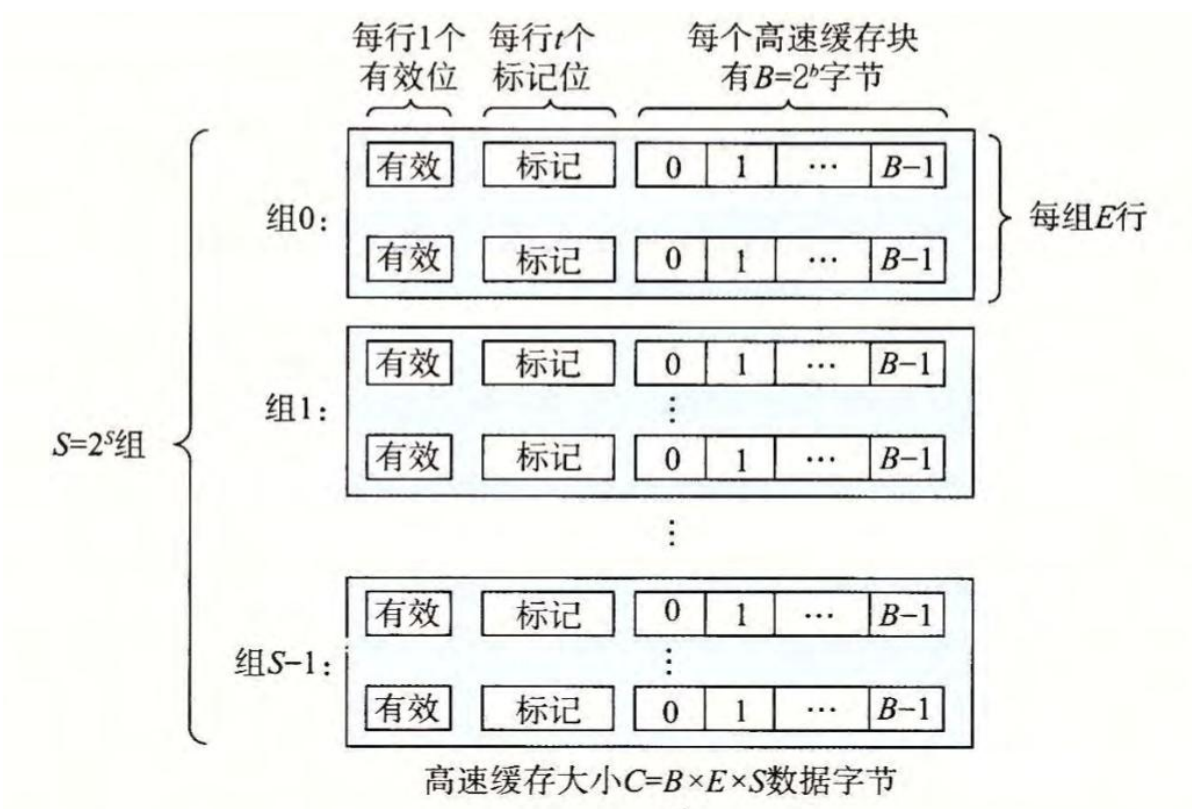 每行1个 每行t个 每个高速缓存块
有效位 标记位 有B=2ᵇ字节
有效 标记 0 1 … B−1
组0:
每组E行
有效 标记 0 1 … B−1
有效 标记 0 1 … B−1
组1:
⋮
有效 标记 0 1 … B−1
S=2ˢ组
⋮
有效 标记 0 1 … B−1
组S−1:
⋮
有效 标记 0 1 … B−1
高速缓存大小C=B×E×S数据字节